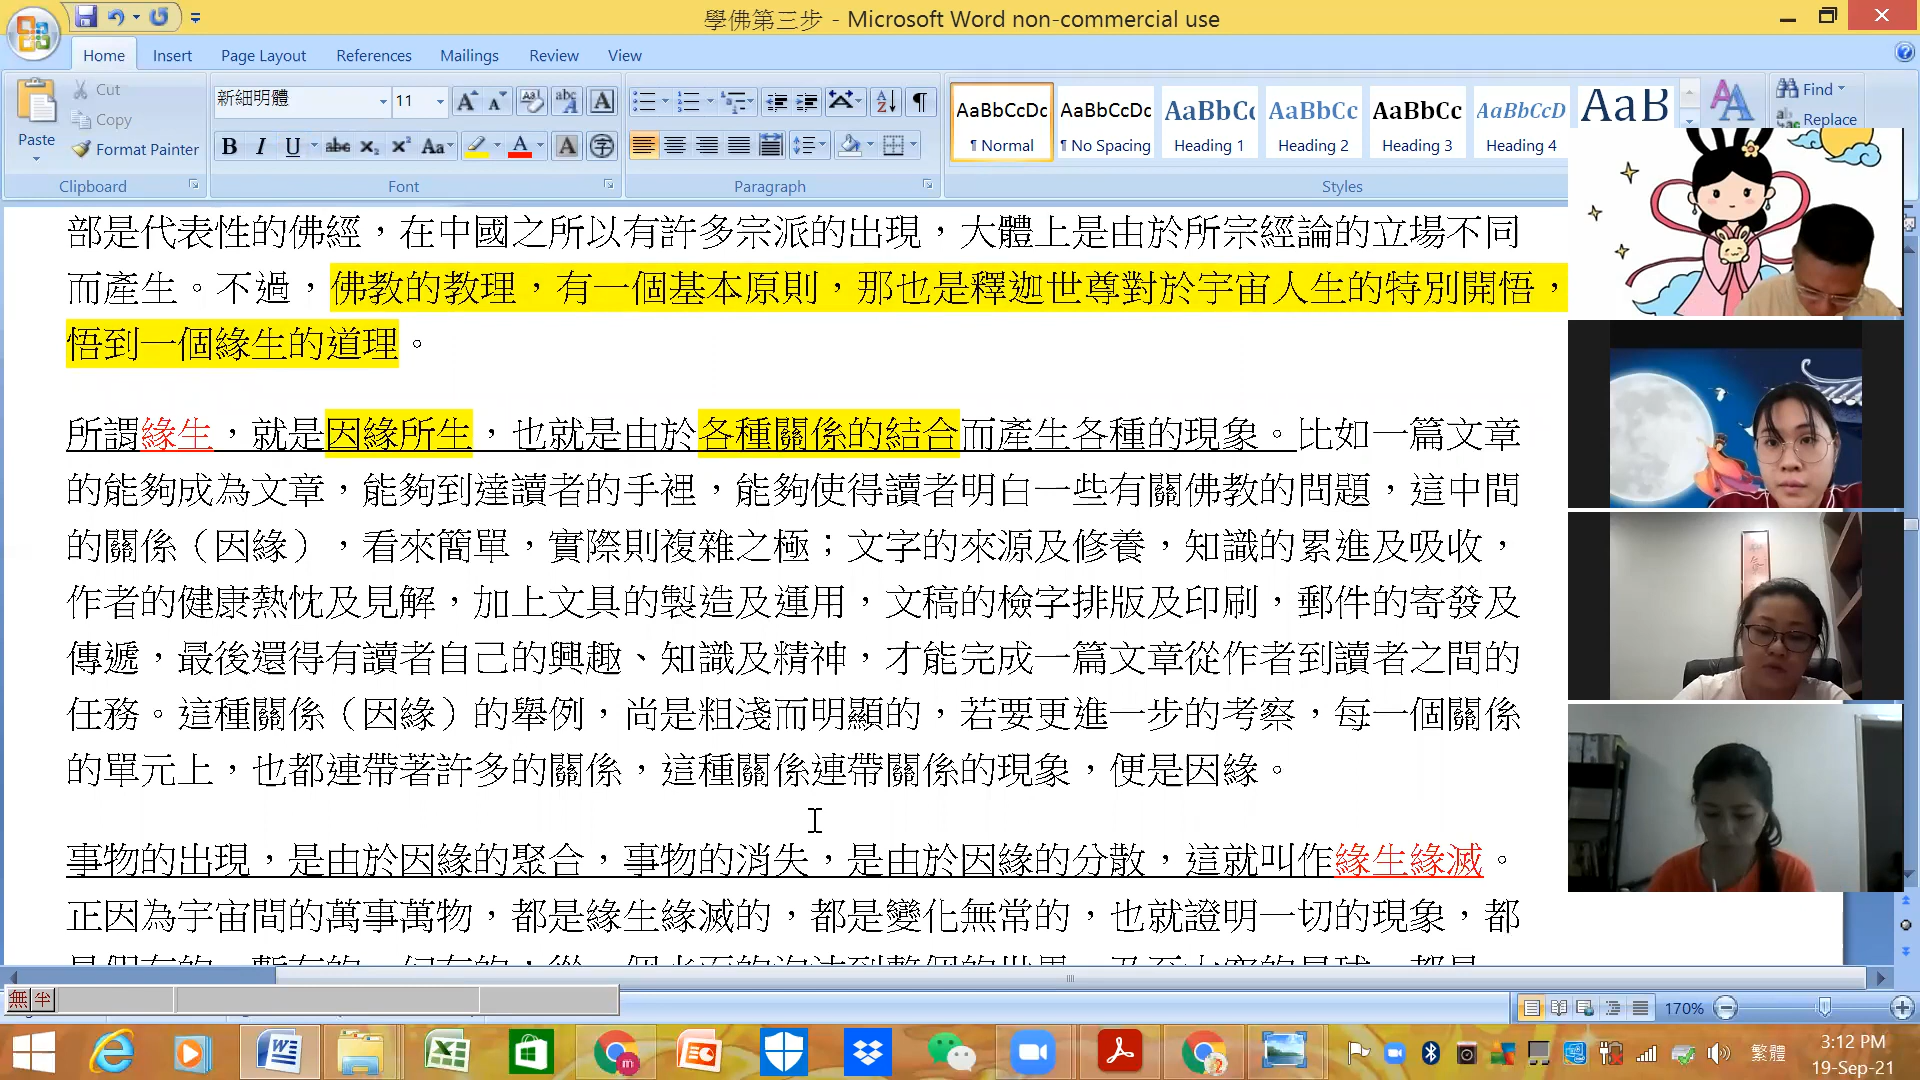 學佛第三步 - Microsoft Word non-commercial use
Home Insert Page Layout References Mailings Review View
Paste
Cut
Copy
Format Painter
Clipboard
新細明體 11
Font
Paragraph
AaBbCcDc AaBbCcDc AaBbCc AaBbCc AaBbCc AaBbCcD AaB
¶ Normal ¶ No Spacing Heading 1 Heading 2 Heading 3 Heading 4
Styles
Find
Replace
部是代表性的佛經，在中國之所以有許多宗派的出現，大體上是由於所宗經論的立場不同
而產生。不過，佛教的教理，有一個基本原則，那也是釋迦世尊對於宇宙人生的特別開悟，
悟到一個緣生的道理。
所謂緣生，就是因緣所生，也就是由於各種關係的結合而產生各種的現象。比如一篇文章
的能夠成為文章，能夠到達讀者的手裡，能夠使得讀者明白一些有關佛教的問題，這中間
的關係（因緣），看來簡單，實際則複雜之極；文字的來源及修養，知識的累進及吸收，
作者的健康熱忱及見解，加上文具的製造及運用，文稿的檢字排版及印刷，郵件的寄發及
傳遞，最後還得有讀者自己的興趣、知識及精神，才能完成一篇文章從作者到讀者之間的
任務。這種關係（因緣）的舉例，尚是粗淺而明顯的，若要更進一步的考察，每一個關係
的單元上，也都連帶著許多的關係，這種關係連帶關係的現象，便是因緣。
事物的出現，是由於因緣的聚合，事物的消失，是由於因緣的分散，這就叫作緣生緣滅。
正因為宇宙間的萬事萬物，都是緣生緣滅的，都是變化無常的，也就證明一切的現象，都
無 半
170%
繁體
3:12 PM
19-Sep-21